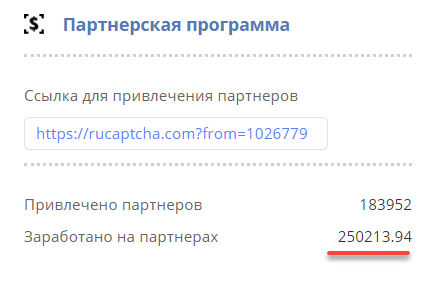 Партнерская программа
Ссылка для привлечения партнеров
https://rucaptcha.com?from=1026779
Привлечено партнеров 183952
Заработано на партнерах 250213.94